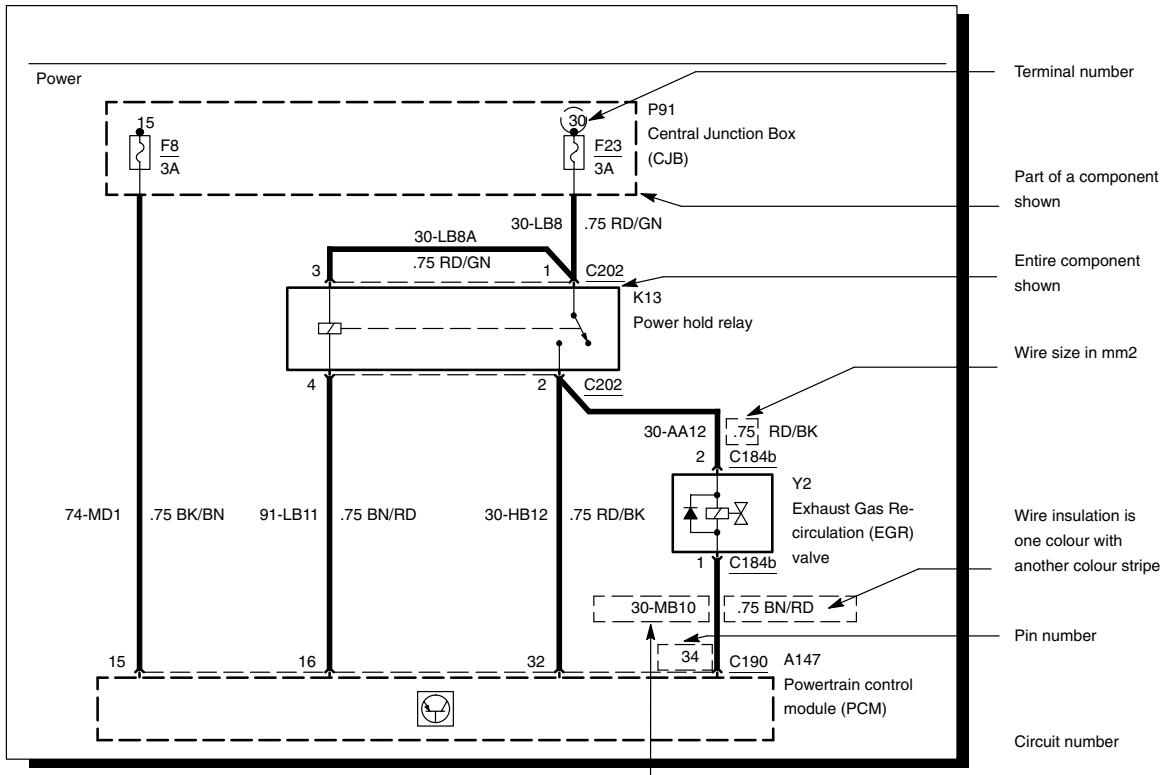 Power
Terminal number
15
F8
3A
30
F23
3A
P91
Central Junction Box
(CJB)
Part of a component
shown
30-LB8 .75 RD/GN
30-LB8A
.75 RD/GN
3
1
C202
Entire component
shown
K13
Power hold relay
Wire size in mm2
4
2
C202
30-AA12 .75 RD/BK
2
C184b
74-MD1 .75 BK/BN
91-LB11 .75 BN/RD
30-HB12 .75 RD/BK
Y2
Exhaust Gas Re-
circulation (EGR)
valve
Wire insulation is
one colour with
another colour stripe
1
C184b
30-MB10 .75 BN/RD
Pin number
15
16
32
34
C190
A147
Powertrain control
module (PCM)
Circuit number